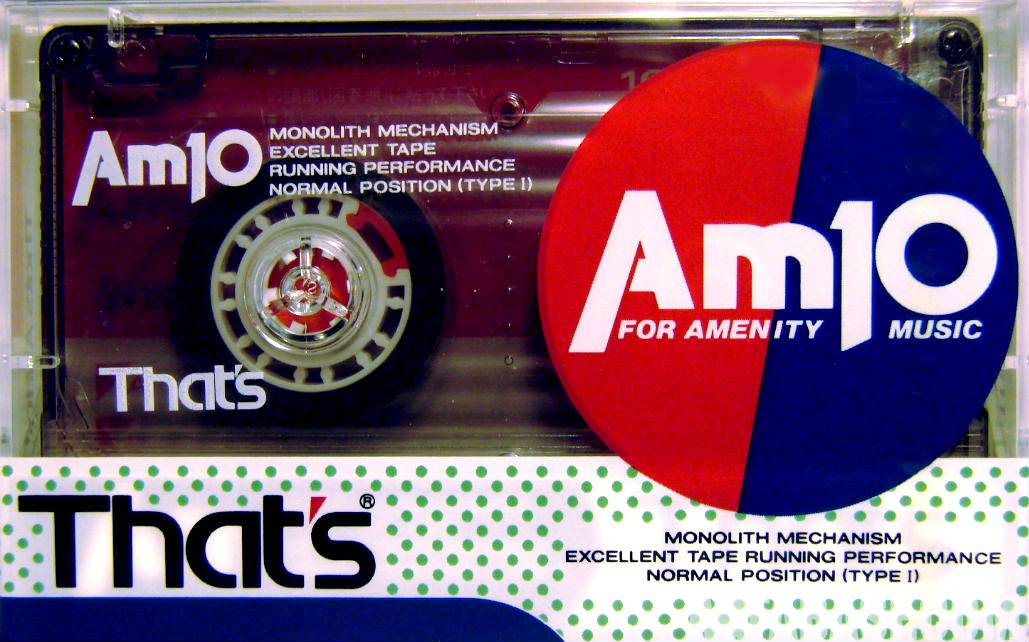 Am10
MONOLITH MECHANISM
EXCELLENT TAPE
RUNNING PERFORMANCE
NORMAL POSITION (TYPE I)
That's
Am10
FOR AMENITY MUSIC
That's®
MONOLITH MECHANISM
EXCELLENT TAPE RUNNING PERFORMANCE
NORMAL POSITION (TYPE I)